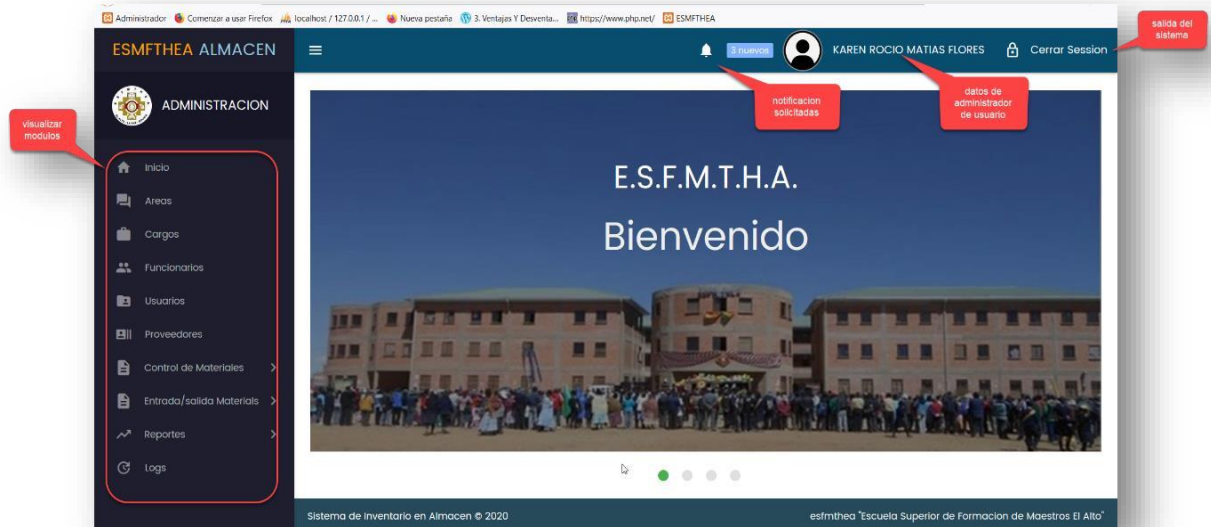 Administrador Comenzar a usar Firefox localhost / 127.0.0.1 / ... Nueva pestaña 3. Ventajas Y Desventa... https://www.php.net/ ESMFTHEA
salida del
sistema
ESMFTHEA ALMACEN
3 nuevos
KAREN ROCIO MATIAS FLORES
Cerrar Session
ADMINISTRACION
notificacion
solicitadas
datos de
administrador
de usuario
visualizar
modulos
Inicio
Areas
Cargos
Funcionarios
Usuarios
Proveedores
Control de Materiales
Entrada/salida Materials
Reportes
Logs
E.S.F.M.T.H.A.
Bienvenido
Sistema de Inventario en Almacen © 2020
esfmthea "Escuela Superior de Formacion de Maestros El Alto"